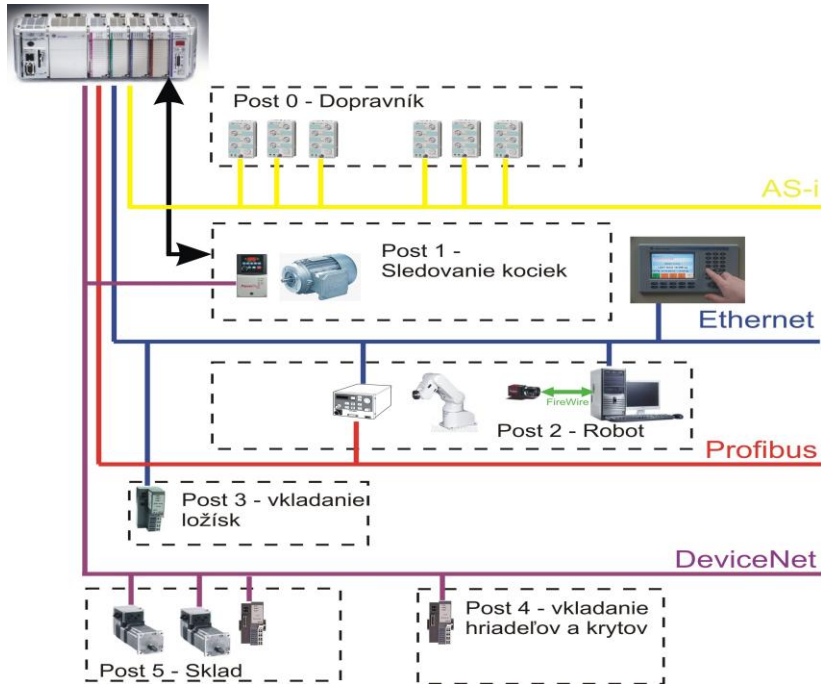 Post 0 - Dopravník
AS-i
Post 1 -
Sledovanie kociek
Ethernet
FireWire
Post 2 - Robot
Profibus
Post 3 - vkladanie
ložísk
DeviceNet
Post 4 - vkladanie
hriadeľov a krytov
Post 5 - Sklad